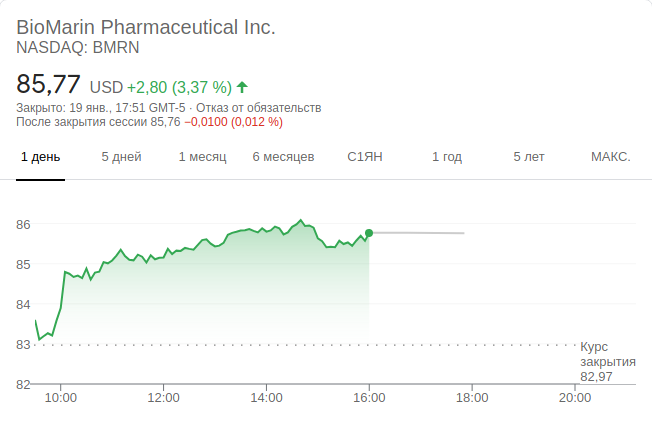 BioMarin Pharmaceutical Inc.
NASDAQ: BMRN
85,77 USD +2,80 (3,37 %)
Закрыто: 19 янв., 17:51 GMT-5 · Отказ от обязательств
После закрытия сессии 85,76 −0,0100 (0,012 %)
1 день 5 дней 1 месяц 6 месяцев С1ЯН 1 год 5 лет МАКС.
86
85
84
83
Курс
закрытия
82,97
82
10:00 12:00 14:00 16:00 18:00 20:00